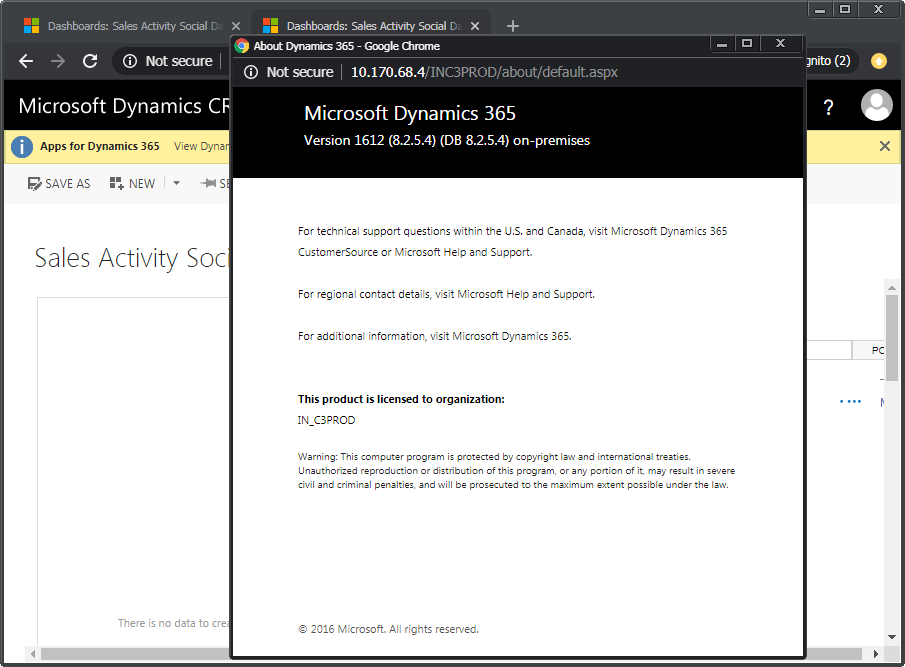 Dashboards: Sales Activity Social Da
Dashboards: Sales Activity Social Da
About Dynamics 365 - Google Chrome
Not secure
gnito (2)
Not secure
10.170.68.4/INC3PROD/about/default.aspx
Microsoft Dynamics CR
?
Microsoft Dynamics 365
Version 1612 (8.2.5.4) (DB 8.2.5.4) on-premises
Apps for Dynamics 365 View Dynar
SAVE AS NEW SE
Sales Activity Soci
For technical support questions within the U.S. and Canada, visit Microsoft Dynamics 365
CustomerSource or Microsoft Help and Support.
For regional contact details, visit Microsoft Help and Support.
For additional information, visit Microsoft Dynamics 365.
PC
This product is licensed to organization:
IN_C3PROD
Warning: This computer program is protected by copyright law and international treaties.
Unauthorized reproduction or distribution of this program, or any portion of it, may result in severe
civil and criminal penalties, and will be prosecuted to the maximum extent possible under the law.
There is no data to crea
© 2016 Microsoft. All rights reserved.